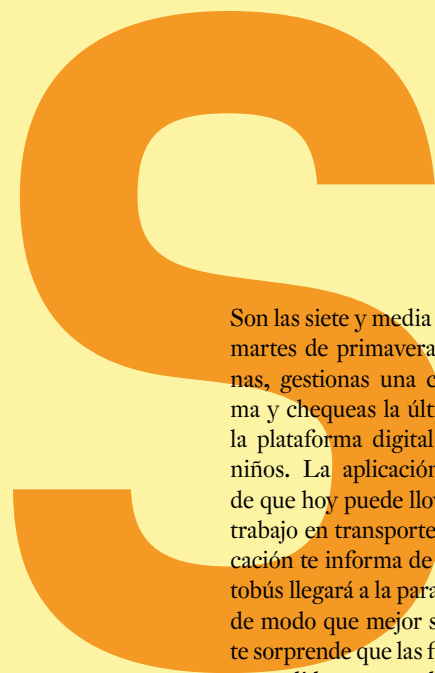 S
Son las siete y media
martes de primavera
nas, gestionas una c
ma y chequeas la últi
la plataforma digital
niños. La aplicación
de que hoy puede llov
trabajo en transporte
cación te informa de
tobús llegará a la para
de modo que mejor s
te sorprende que las f